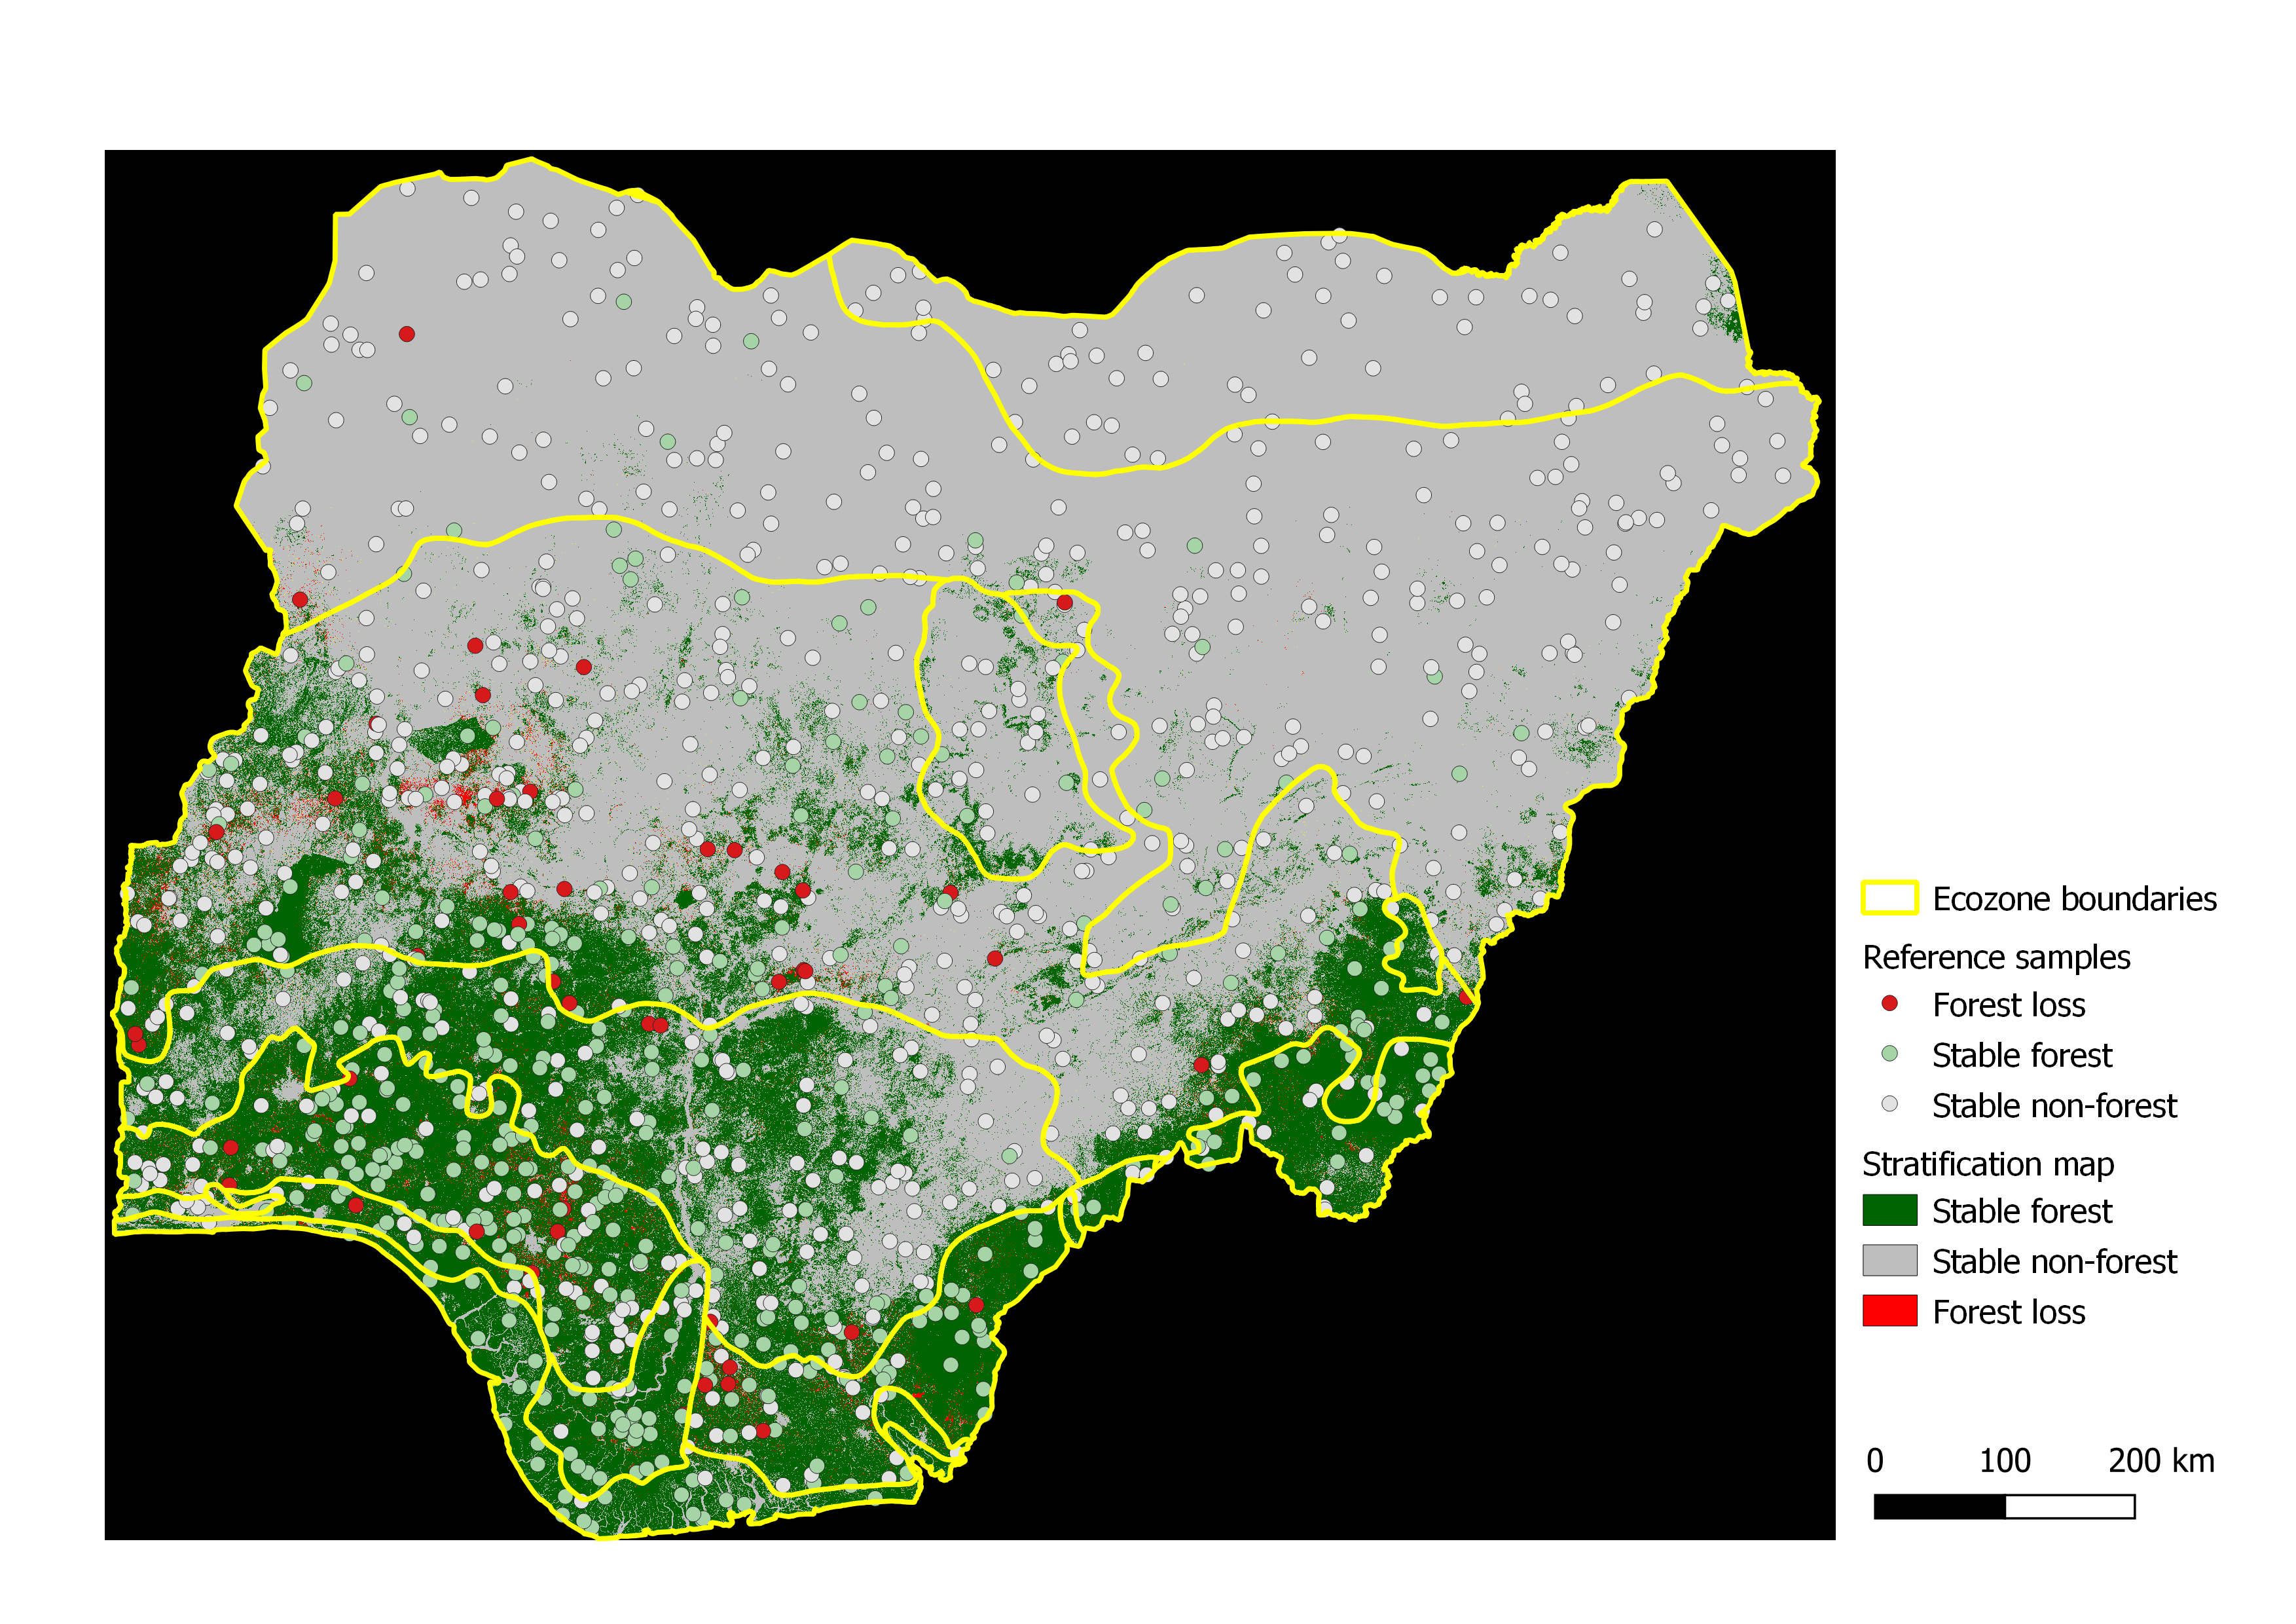 Ecozone boundaries
Reference samples
Forest loss
Stable forest
Stable non-forest
Stratification map
Stable forest
Stable non-forest
Forest loss
0 100 200 km